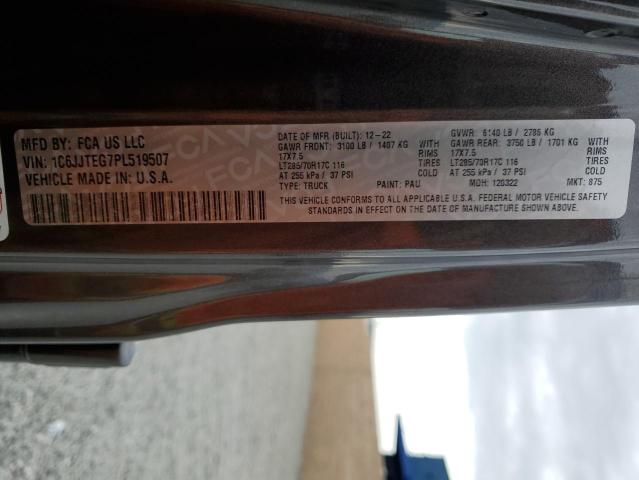 MFD BY: FCA US LLC
VIN: 1C6JJTEG7PL519507
VEHICLE MADE IN U.S.A.
DATE OF MFR (BUILT): 12-22 GVWR: 6140 LB / 2785 KG
GAWR FRONT: 3100 LB / 1407 KG WITH GAWR REAR: 3750 LB / 1701 KG WITH
17X7.5 RIMS 17X7.5 RIMS
LT285/70R17C 116 TIRES LT285/70R17C 116 TIRES
AT 255 kPa / 37 PSI COLD AT 255 kPa / 37 PSI COLD
TYPE: TRUCK PAINT: PAU MDH: 120322 MKT: 875
THIS VEHICLE CONFORMS TO ALL APPLICABLE U.S.A. FEDERAL MOTOR VEHICLE SAFETY
STANDARDS IN EFFECT ON THE DATE OF MANUFACTURE SHOWN ABOVE.